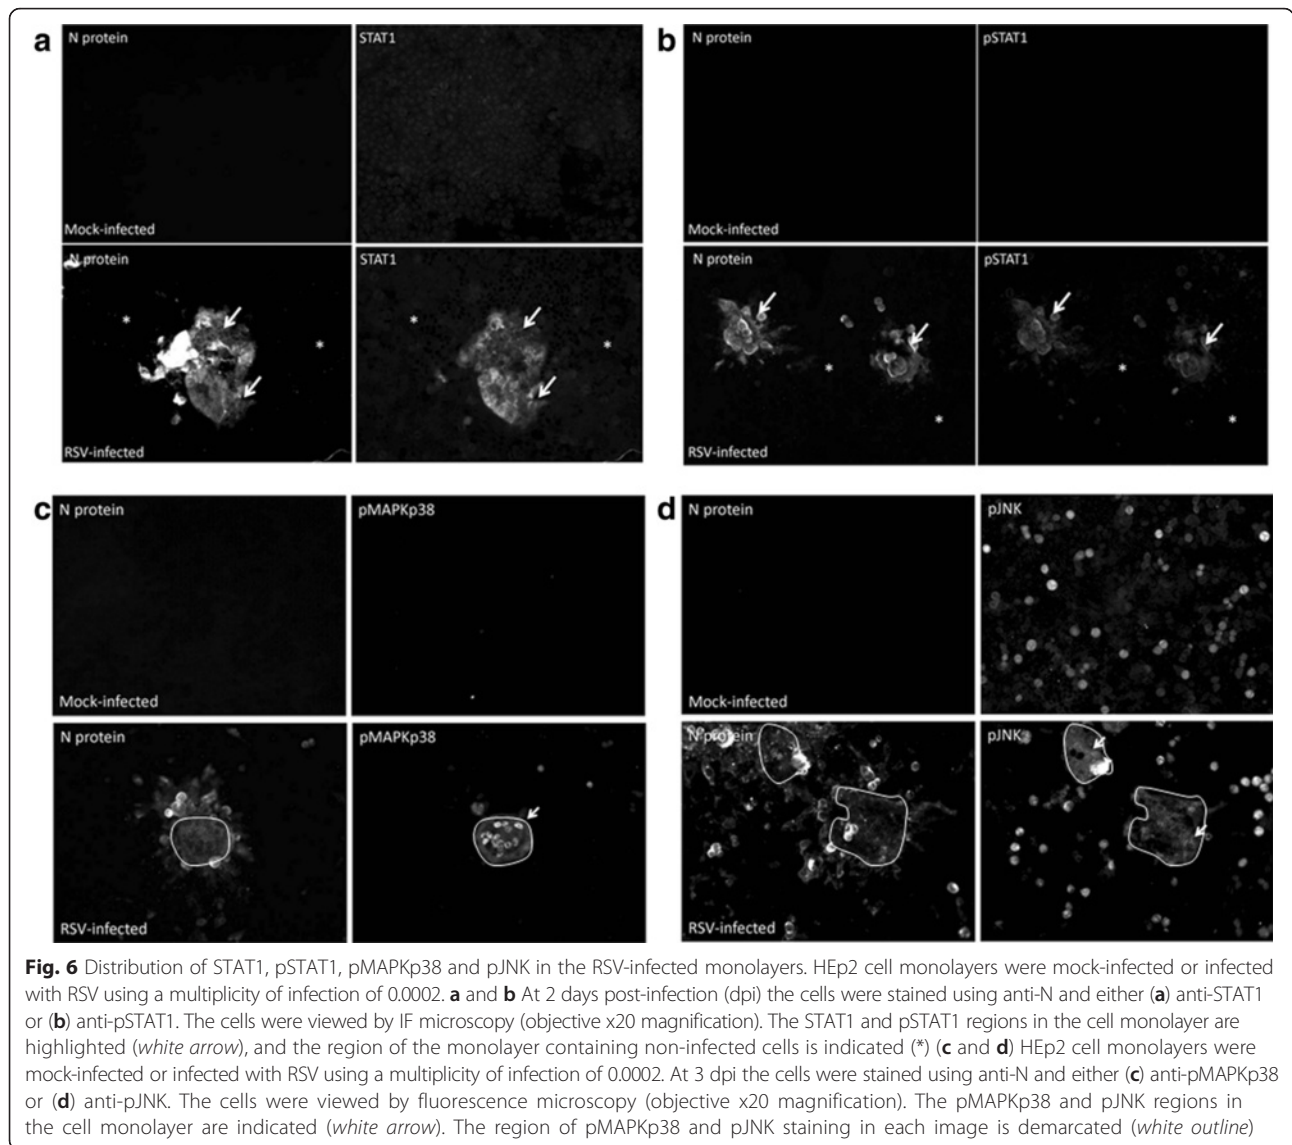 a
N protein
STAT1
Mock-infected
N protein
STAT1
*
*
*
*
RSV-infected
b
N protein
pSTAT1
Mock-infected
N protein
pSTAT1
*
*
*
*
RSV-infected
c
N protein
pMAPKp38
Mock-infected
N protein
pMAPKp38
RSV-infected
d
N protein
pJNK
Mock-infected
N protein
pJNK
RSV-infected
Fig. 6 Distribution of STAT1, pSTAT1, pMAPKp38 and pJNK in the RSV-infected monolayers. HEp2 cell monolayers were mock-infected or infected
with RSV using a multiplicity of infection of 0.0002. a and b At 2 days post-infection (dpi) the cells were stained using anti-N and either (a) anti-STAT1
or (b) anti-pSTAT1. The cells were viewed by IF microscopy (objective x20 magnification). The STAT1 and pSTAT1 regions in the cell monolayer are
highlighted (white arrow), and the region of the monolayer containing non-infected cells is indicated (*) (c and d) HEp2 cell monolayers were
mock-infected or infected with RSV using a multiplicity of infection of 0.0002. At 3 dpi the cells were stained using anti-N and either (c) anti-pMAPKp38
or (d) anti-pJNK. The cells were viewed by fluorescence microscopy (objective x20 magnification). The pMAPKp38 and pJNK regions in
the cell monolayer are indicated (white arrow). The region of pMAPKp38 and pJNK staining in each image is demarcated (white outline)